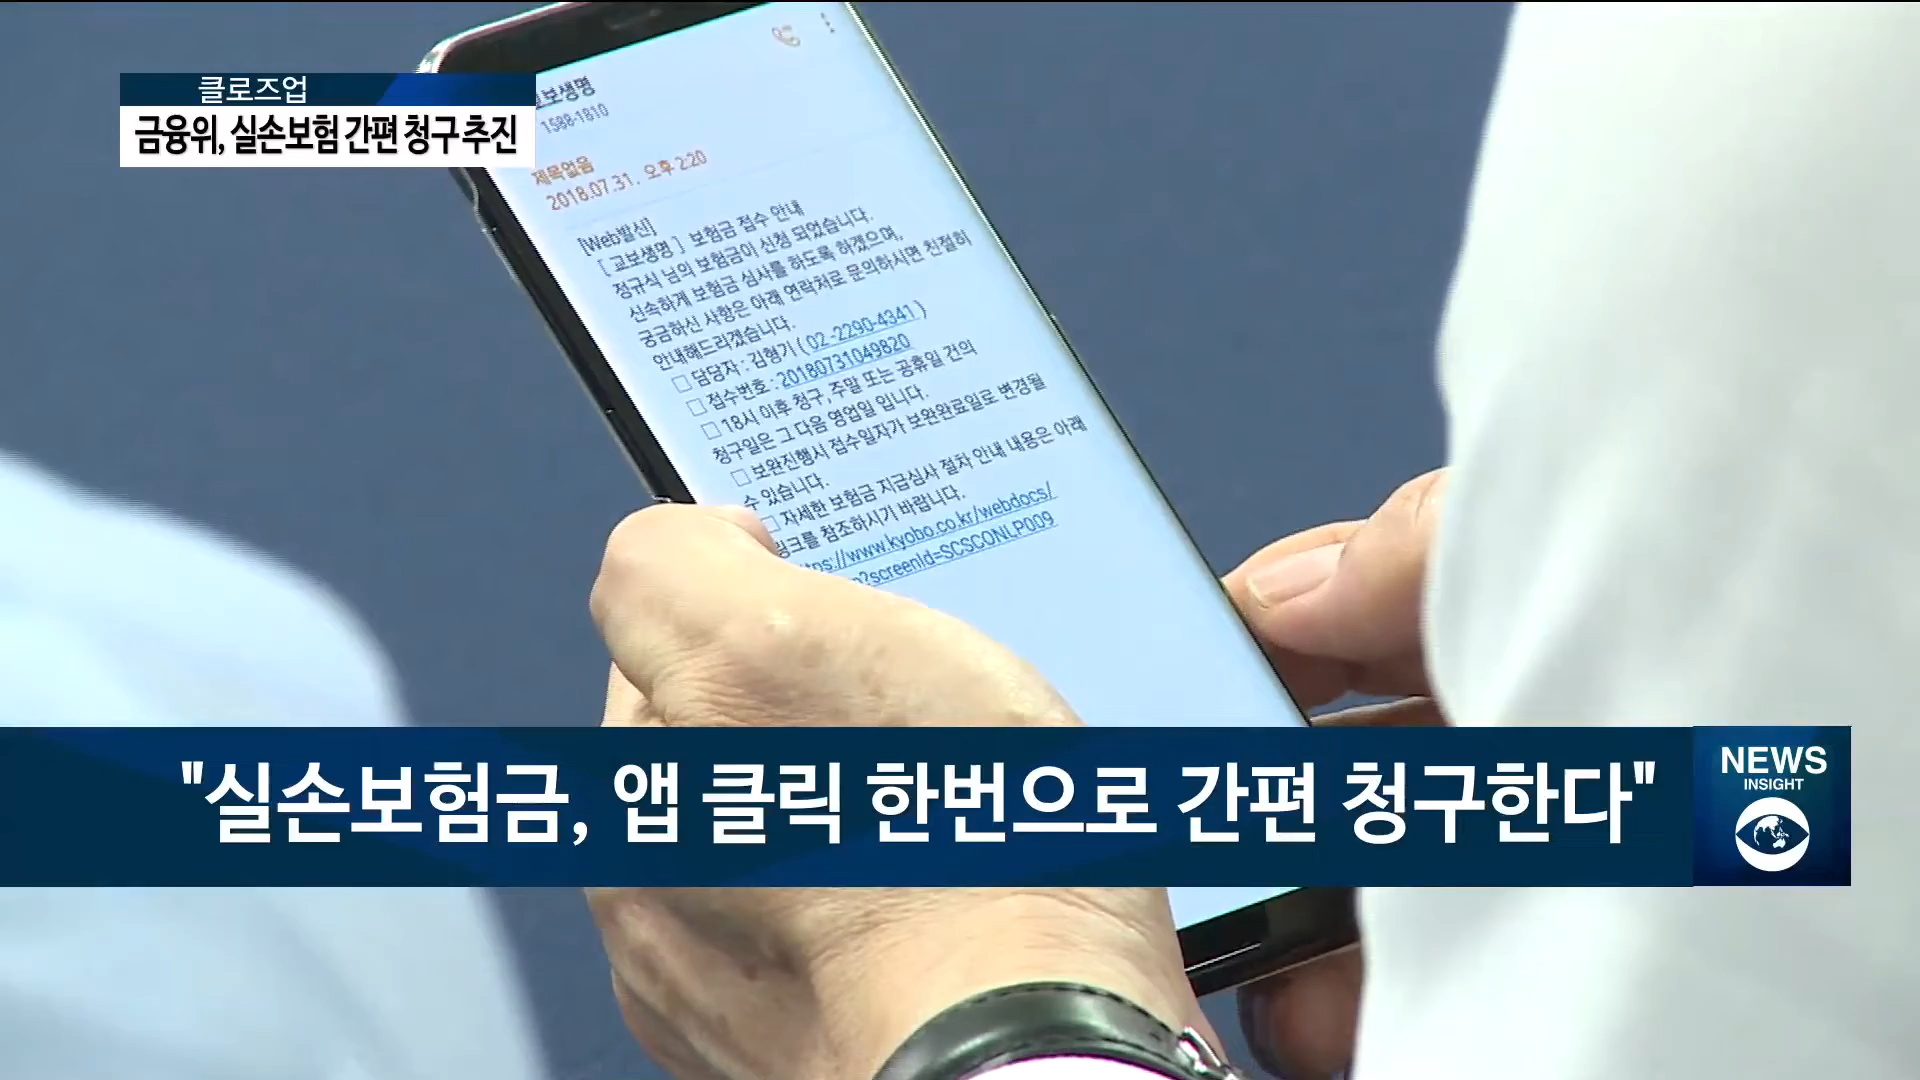 클로즈업
금융위, 실손보험 간편 청구 추진
교보생명
1588-1810
제목없음
2018.07.31. 오후 2:20
[Web발신]
[ 교보생명 ] 보험금 접수 안내
정규식 님의 보험금이 신청 되었습니다.
신속하게 보험금 심사를 하도록 하겠으며,
궁금하신 사항은 아래 연락처로 문의하시면 친절히
안내해드리겠습니다.
□ 담당자 : 김형기 ( 02-2290-4341 )
□ 접수번호 : 20180731049820
□ 18시 이후 청구, 주말 또는 공휴일 건의
청구일은 그 다음 영업일 입니다.
□ 보완진행시 접수일자가 보완완료일로 변경될
수 있습니다.
□ 자세한 보험금 지급심사 절차 안내 내용은 아래
링크를 참조하시기 바랍니다.
ttps://www.kyobo.co.kr/webdocs/
?screenId=SCSCONLP009
"실손보험금, 앱 클릭 한번으로 간편 청구한다"
NEWS
INSIGHT